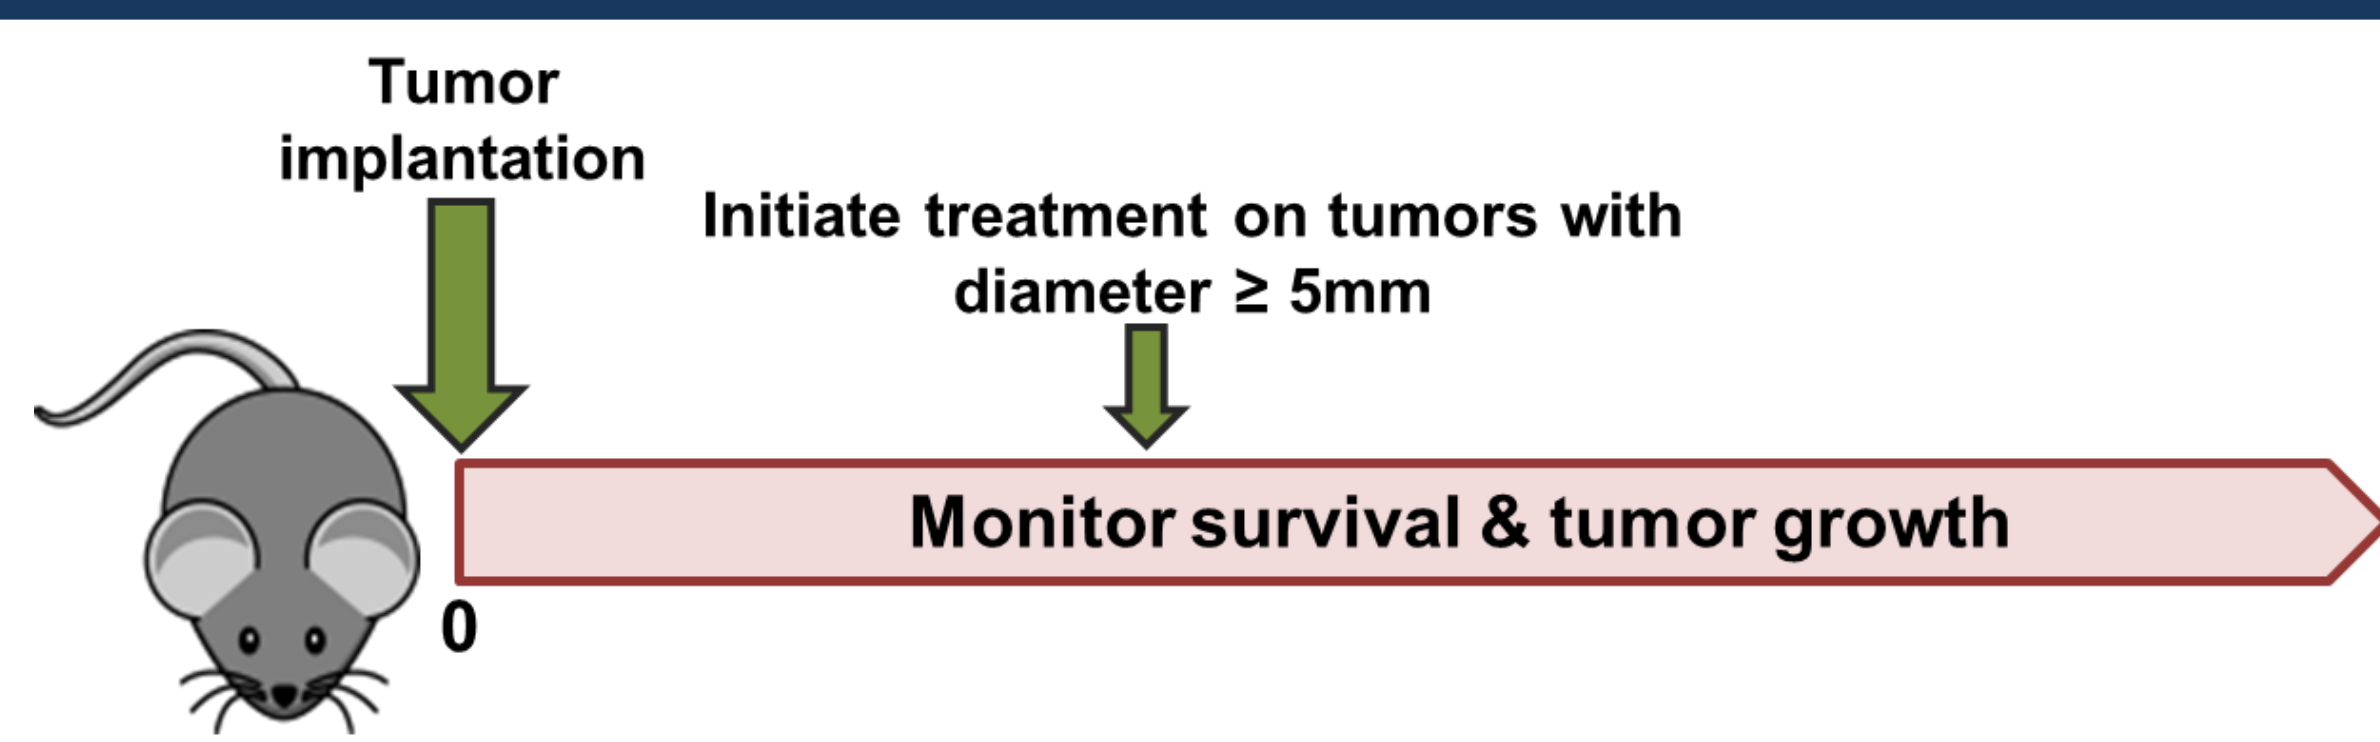 Tumor
implantation
Initiate treatment on tumors with
diameter ≥ 5mm
Monitor survival & tumor growth
0